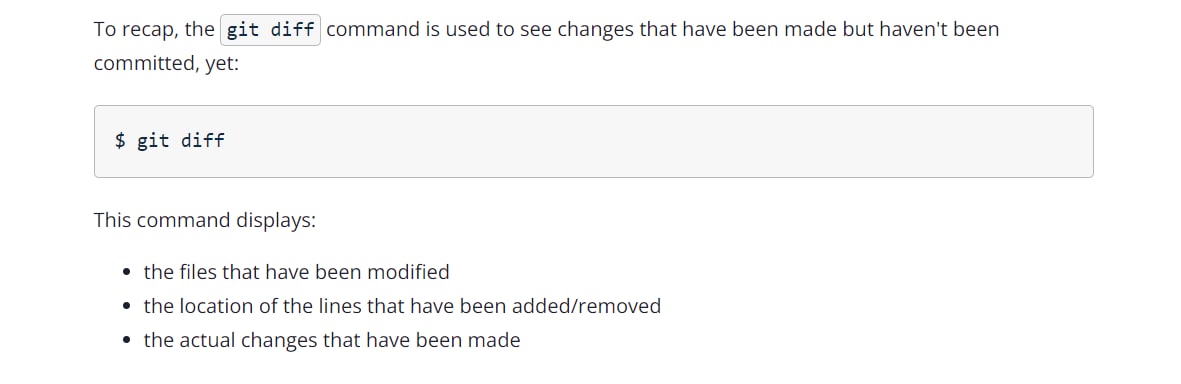 To recap, the git diff command is used to see changes that have been made but haven't been
committed, yet:
$ git diff
This command displays:
• the files that have been modified
• the location of the lines that have been added/removed
• the actual changes that have been made